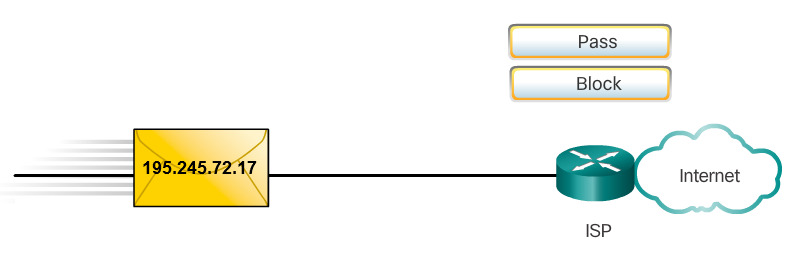 Pass
Block
195.245.72.17
Internet
ISP